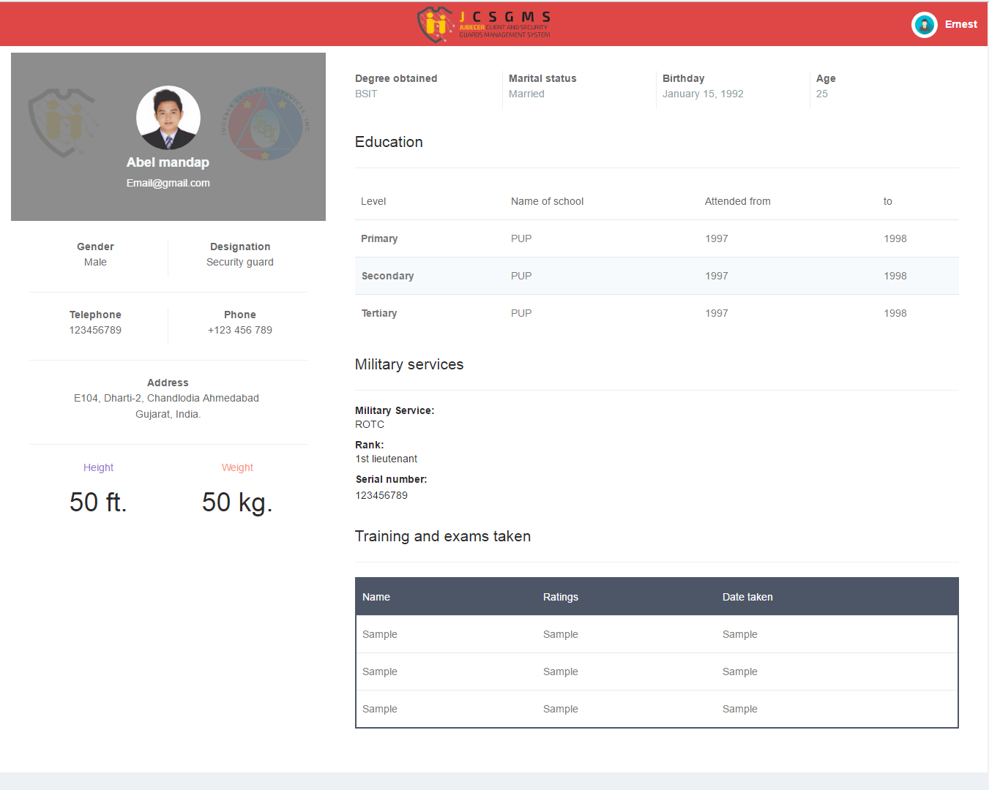 J C S G M S
JUBECER CLIENT AND SECURITY
GUARDS MANAGEMENT SYSTEM
Ernest
Abel mandap
Email@gmail.com
Gender
Male
Designation
Security guard
Telephone
123456789
Phone
+123 456 789
Address
E104, Dharti-2, Chandlodia Ahmedabad
Gujarat, India.
Height
50 ft.
Weight
50 kg.
Degree obtained
BSIT
Marital status
Married
Birthday
January 15, 1992
Age
25
Education
Level Name of school Attended from to
Primary PUP 1997 1998
Secondary PUP 1997 1998
Tertiary PUP 1997 1998
Military services
Military Service:
ROTC
Rank:
1st lieutenant
Serial number:
123456789
Training and exams taken
Name Ratings Date taken
Sample Sample Sample
Sample Sample Sample
Sample Sample Sample